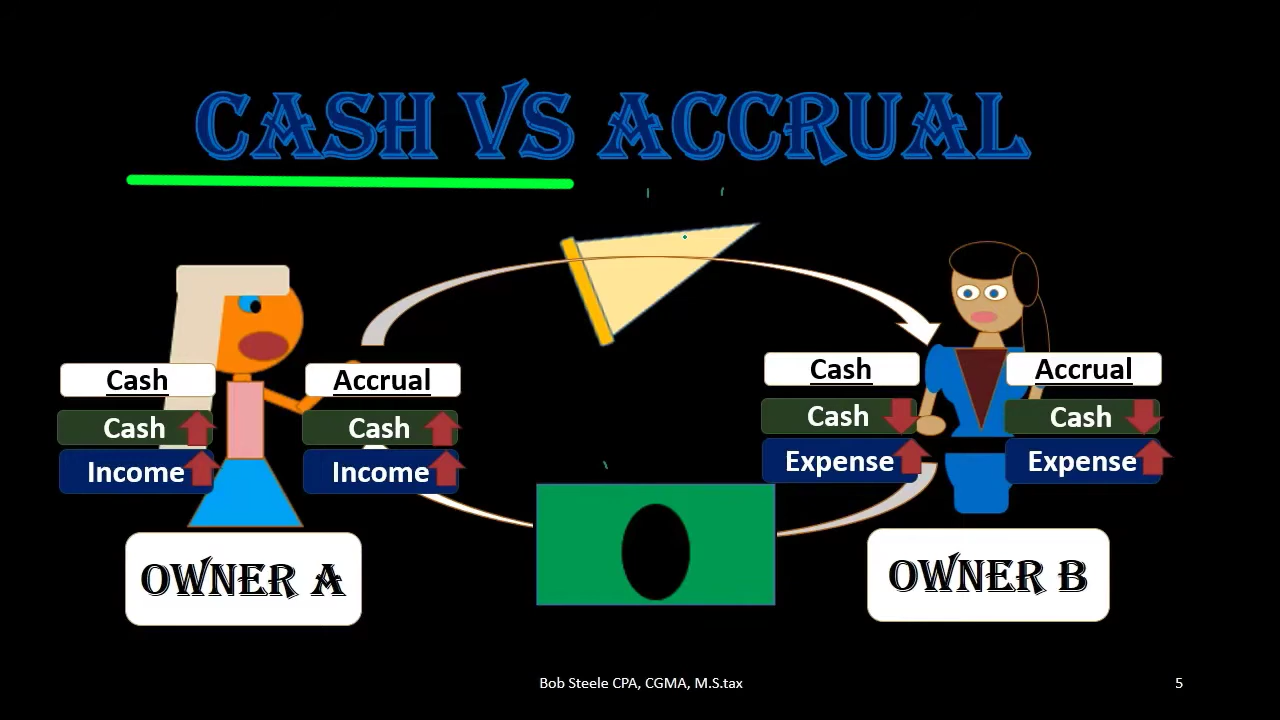 CASH VS ACCRUAL
Cash
Accrual
Cash
Cash
Income
Income
OWNER A
Cash
Accrual
Cash
Cash
Expense
Expense
OWNER B
Bob Steele CPA, CGMA, M.S.tax
5